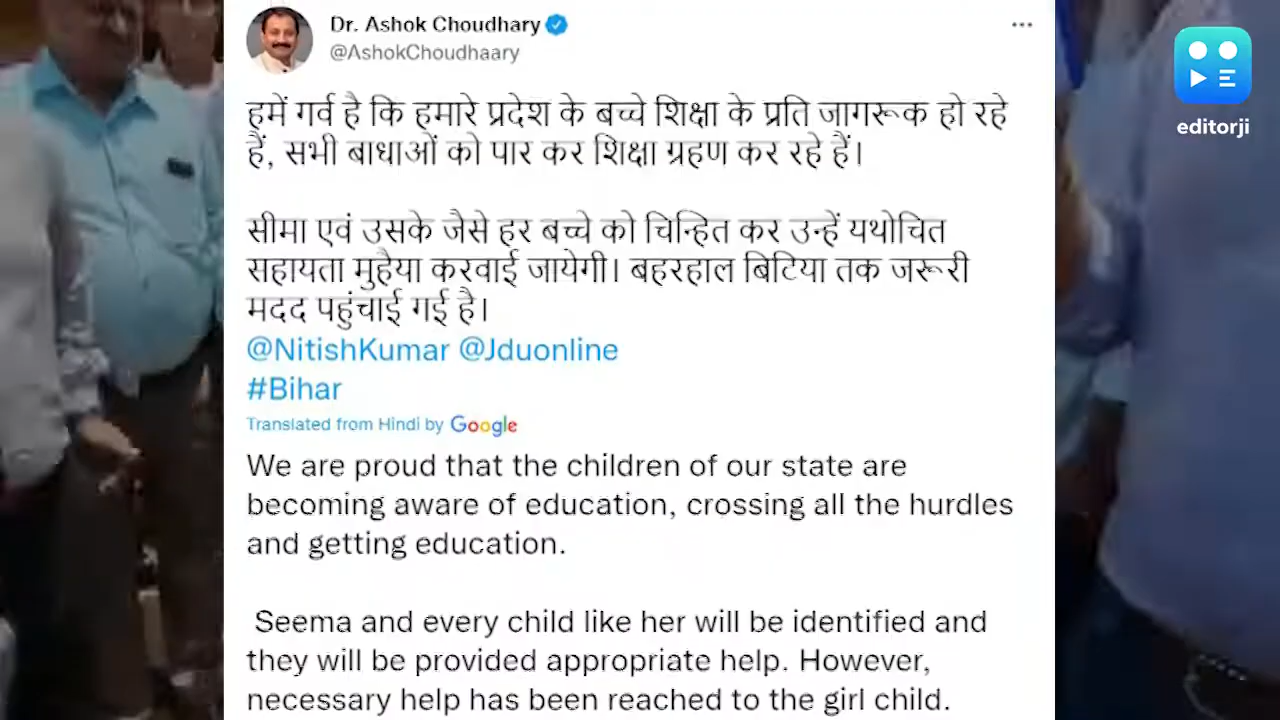 Dr. Ashok Choudhary
@AshokChoudhaary
editorji
हमें गर्व है कि हमारे प्रदेश के बच्चे शिक्षा के प्रति जागरूक हो रहे
हैं, सभी बाधाओं को पार कर शिक्षा ग्रहण कर रहे हैं।
सीमा एवं उसके जैसे हर बच्चे को चिन्हित कर उन्हें यथोचित
सहायता मुहैया करवाई जायेगी। बहरहाल बिटिया तक जरूरी
मदद पहुंचाई गई है।
@NitishKumar @Jduonline
#Bihar
Translated from Hindi by Google
We are proud that the children of our state are
becoming aware of education, crossing all the hurdles
and getting education.
Seema and every child like her will be identified and
they will be provided appropriate help. However,
necessary help has been reached to the girl child.